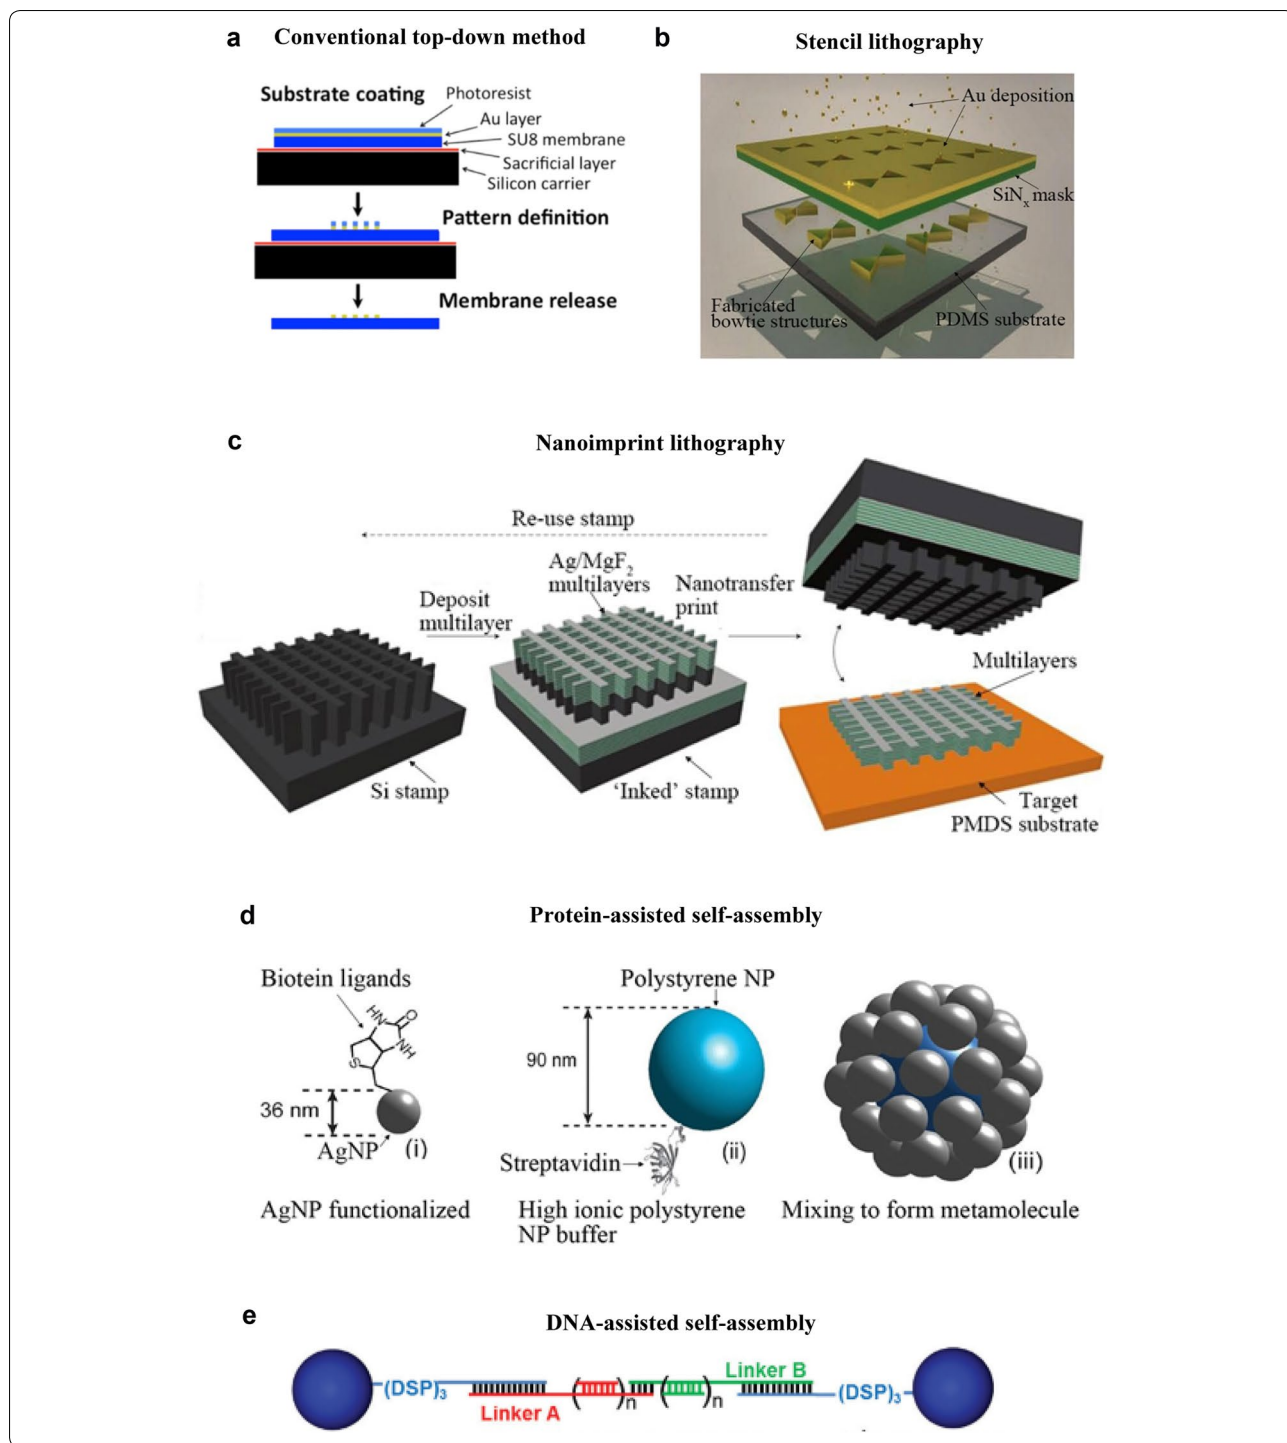 a Conventional top-down method
Substrate coating
Photoresist
Au layer
SU8 membrane
Sacrificial layer
Silicon carrier
Pattern definition
Membrane release
b Stencil lithography
Au deposition
SiNx mask
Fabricated
bowtie structures
PDMS substrate
c Nanoimprint lithography
Re-use stamp
Deposit
multilayer
Ag/MgF2
multilayers
Nanotransfer
print
Multilayers
Si stamp
‘Inked’ stamp
Target
PMDS substrate
d Protein-assisted self-assembly
Biotein ligands
HN
O
NH
S
36 nm
AgNP
(i)
AgNP functionalized
Polystyrene NP
90 nm
Streptavidin
(ii)
High ionic polystyrene
NP buffer
(iii)
Mixing to form metamolecule
e DNA-assisted self-assembly
(DSP)3
Linker A
( )n
( )n
Linker B
(DSP)3